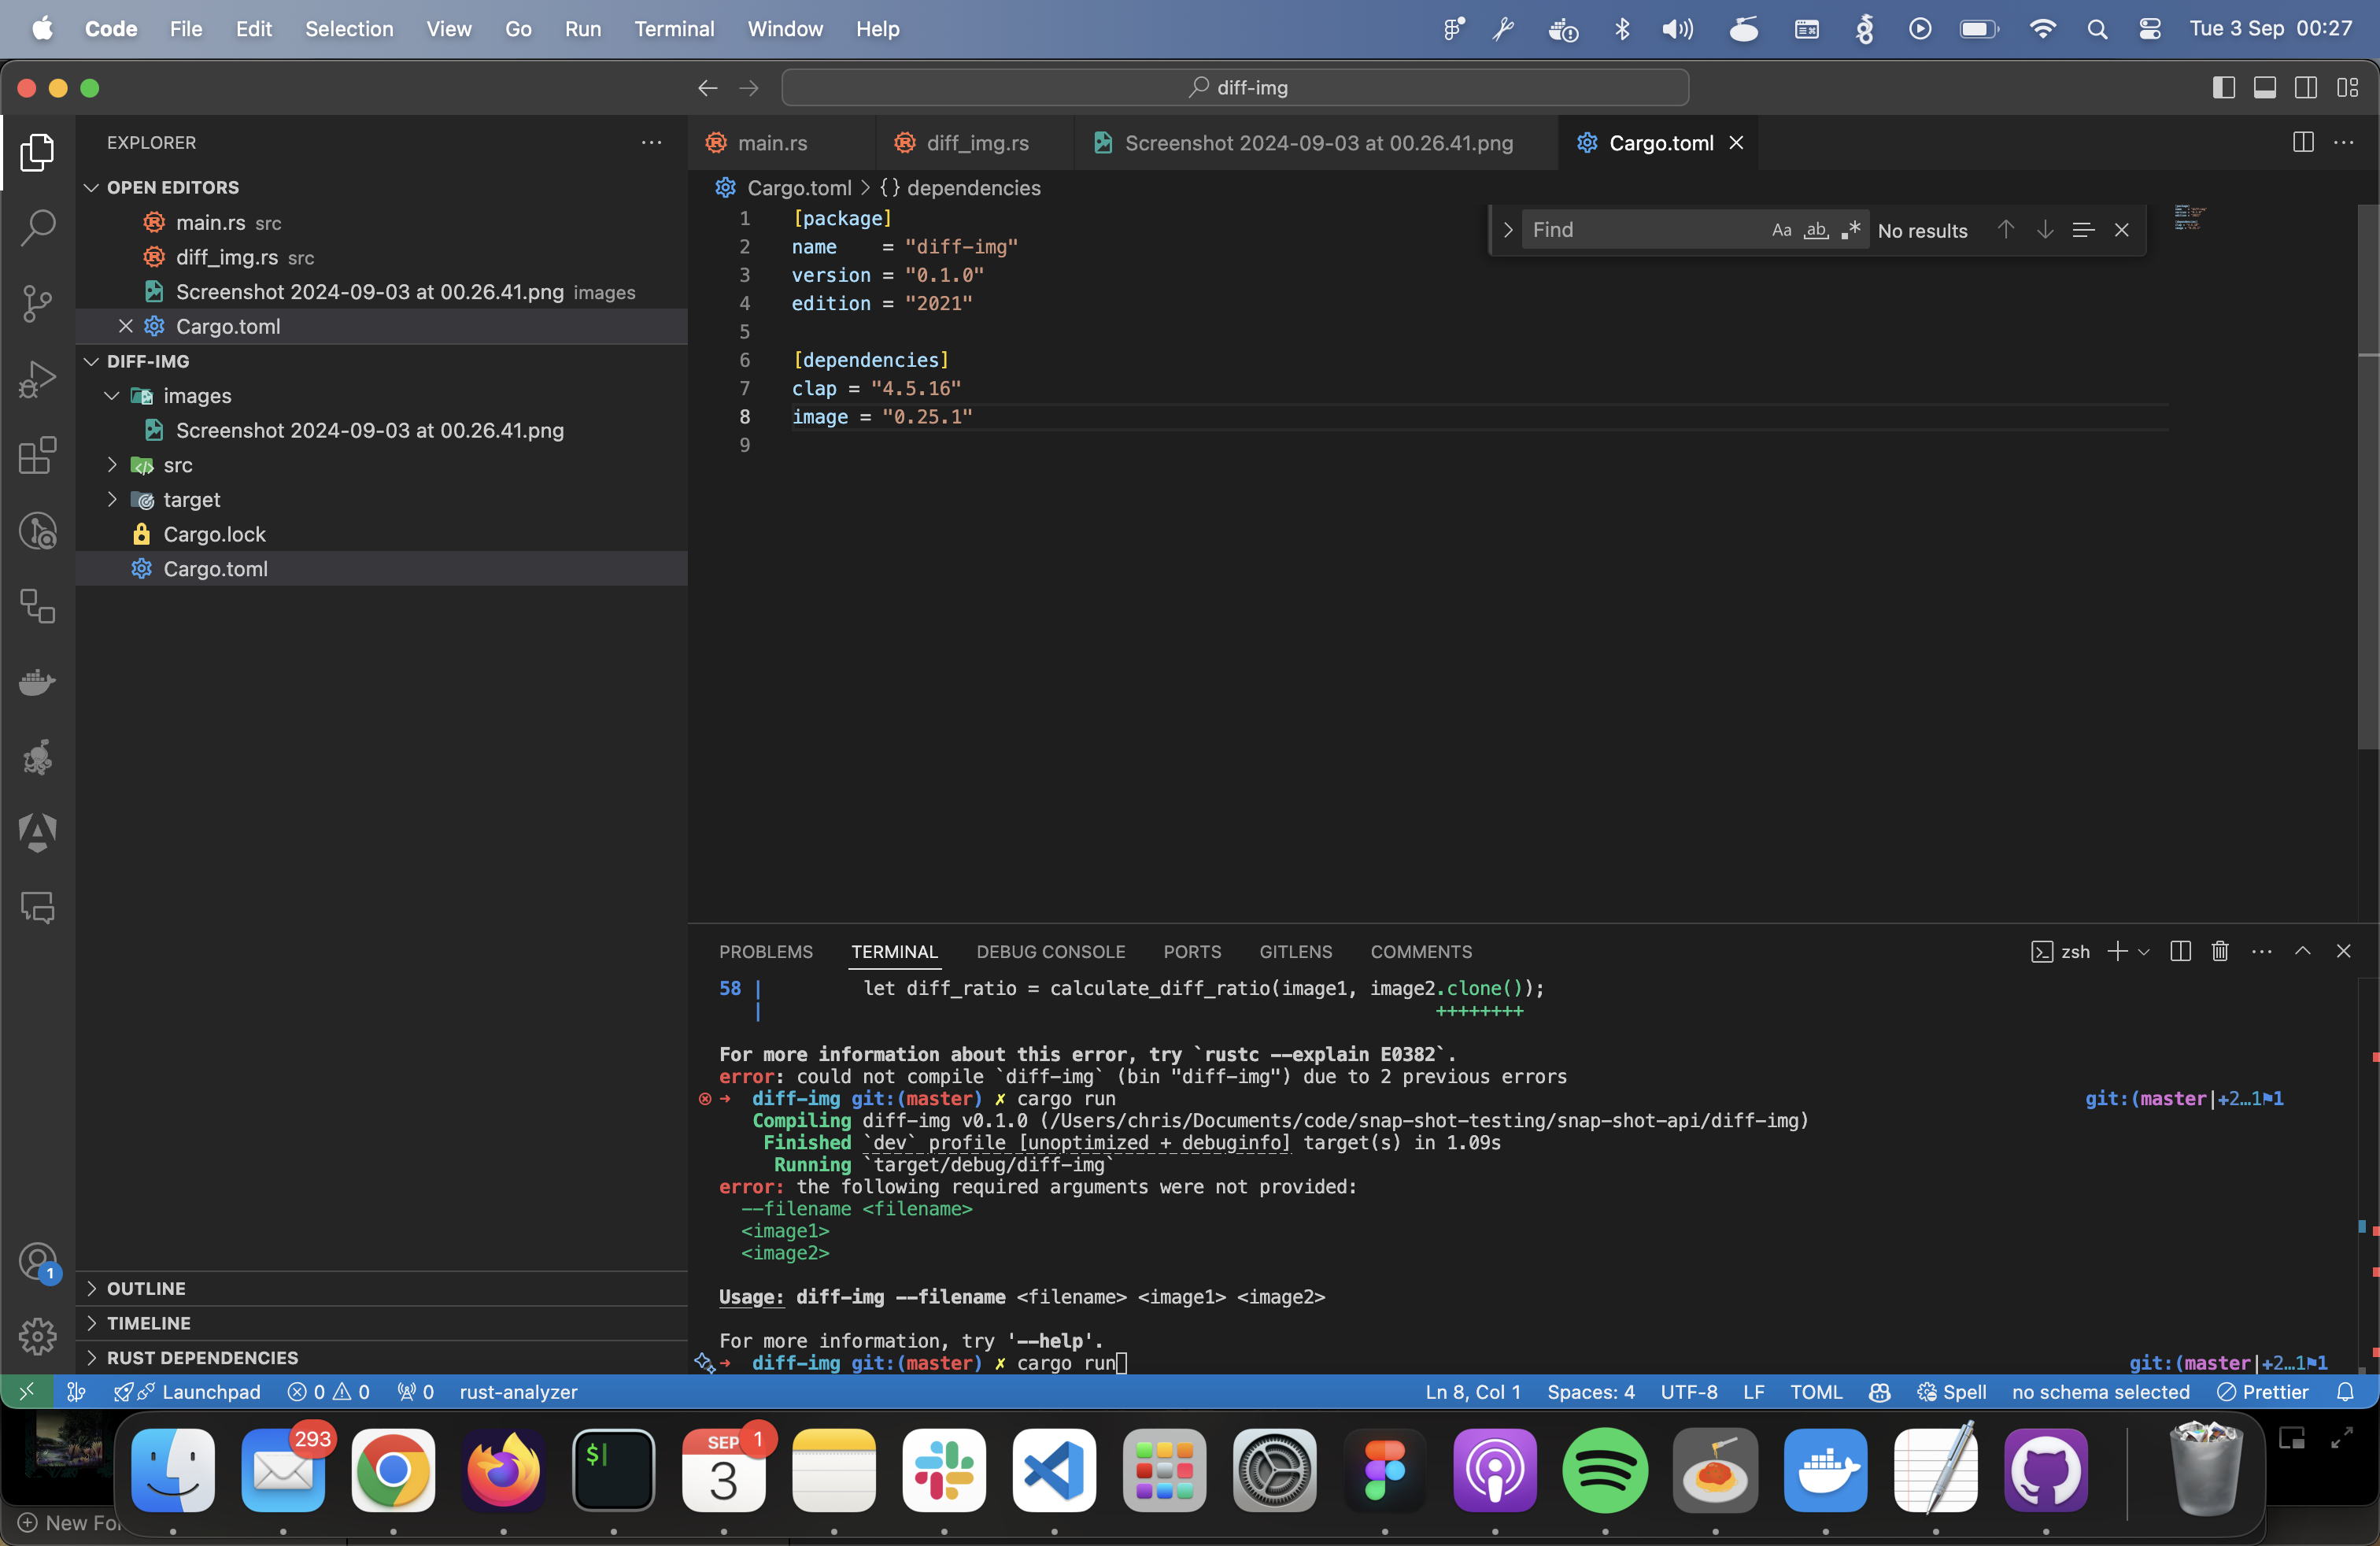 Code File Edit Selection View Go Run Terminal Window Help Tue 3 Sep 00:27
diff-img
EXPLORER
OPEN EDITORS
main.rs src
diff_img.rs src
Screenshot 2024-09-03 at 00.26.41.png images
Cargo.toml
DIFF-IMG
images
Screenshot 2024-09-03 at 00.26.41.png
src
target
Cargo.lock
Cargo.toml
OUTLINE
TIMELINE
RUST DEPENDENCIES
1
main.rs diff_img.rs Screenshot 2024-09-03 at 00.26.41.png Cargo.toml
Cargo.toml > {} dependencies
Find Aa ab .* No results
1 [package]
2 name    = "diff-img"
3 version = "0.1.0"
4 edition = "2021"
5
6 [dependencies]
7 clap = "4.5.16"
8 image = "0.25.1"
9
PROBLEMS TERMINAL DEBUG CONSOLE PORTS GITLENS COMMENTS zsh
58 |         let diff_ratio = calculate_diff_ratio(image1, image2.clone());
|                                                             ++++++++
For more information about this error, try `rustc --explain E0382`.
error: could not compile `diff-img` (bin "diff-img") due to 2 previous errors
➜  diff-img git:(master) ✗ cargo run git:(master|✚2…1⚑1
Compiling diff-img v0.1.0 (/Users/chris/Documents/code/snap-shot-testing/snap-shot-api/diff-img)
Finished `dev` profile [unoptimized + debuginfo] target(s) in 1.09s
Running `target/debug/diff-img`
error: the following required arguments were not provided:
--filename <filename>
<image1>
<image2>
Usage: diff-img --filename <filename> <image1> <image2>
For more information, try '--help'.
➜  diff-img git:(master) ✗ cargo run git:(master|✚2…1⚑1
Launchpad 0 0 0 rust-analyzer Ln 8, Col 1 Spaces: 4 UTF-8 LF TOML Spell no schema selected Prettier
293
$
SEP 1
3
New Fo